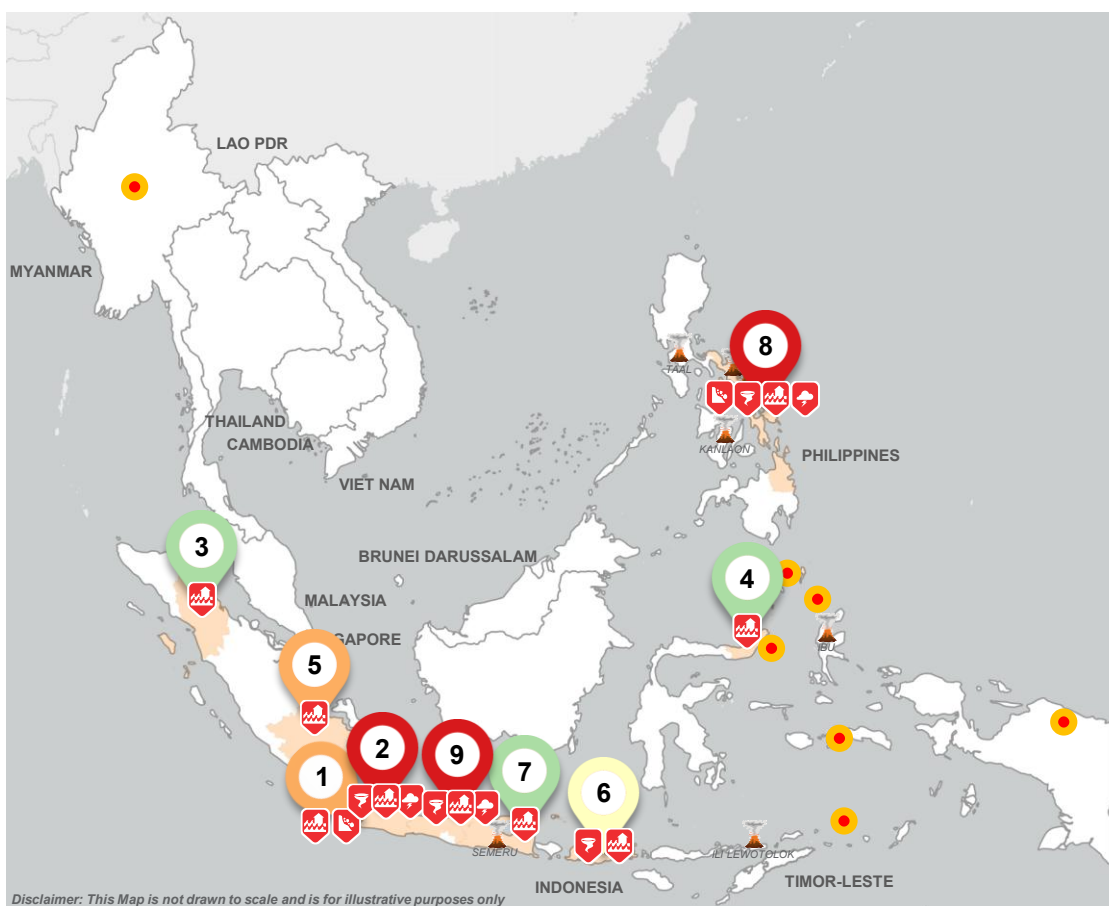 LAO PDR
MYANMAR
8
TAAL
THAILAND
CAMBODIA
KANLAON
PHILIPPINES
VIET NAM
3
BRUNEI DARUSSALAM
4
MALAYSIA
GAPORE
IBU
5
2
9
1
7
6
SEMERU
ILI LEWOTOLOK
INDONESIA
TIMOR-LESTE
Disclaimer: This Map is not drawn to scale and is for illustrative purposes only